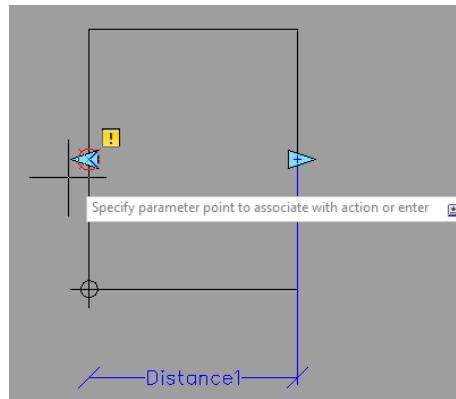 !
Specify parameter point to associate with action or enter
Distance1